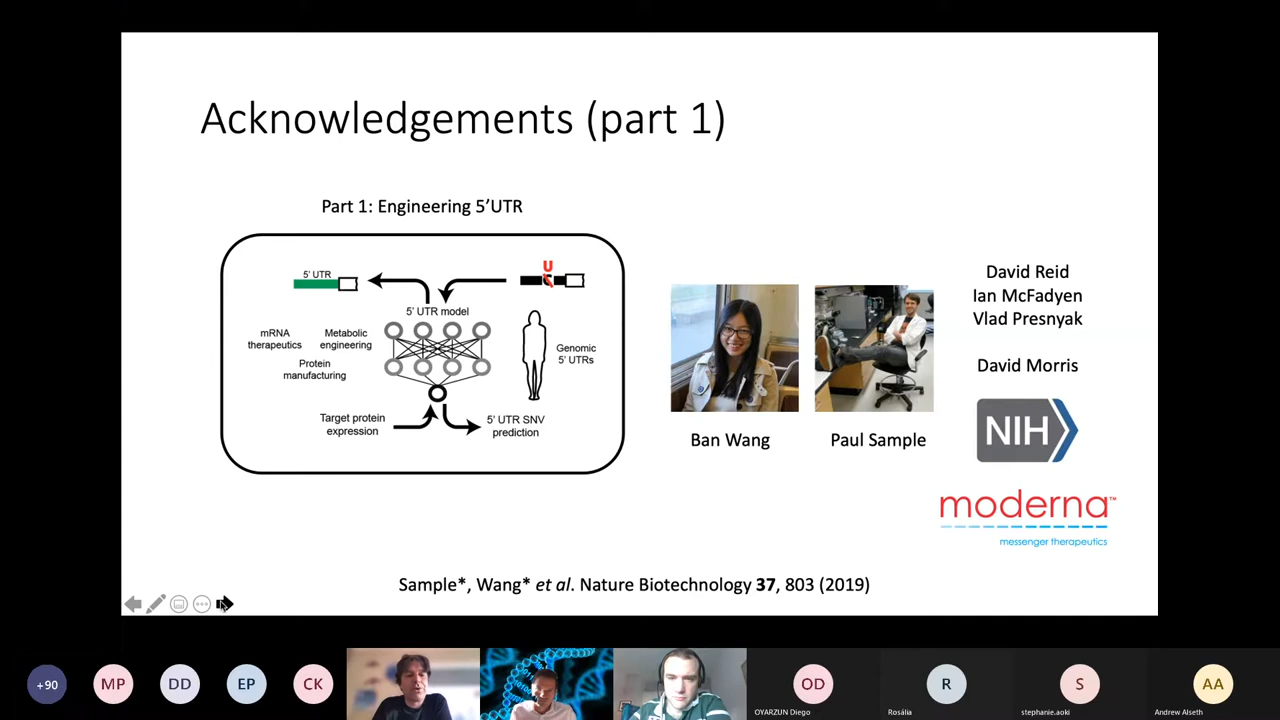 Acknowledgements (part 1)
Part 1: Engineering 5’UTR
5' UTR
U
5' UTR model
mRNA
therapeutics
Metabolic
engineering
Protein
manufacturing
Genomic
5' UTRs
Target protein
expression
5' UTR SNV
prediction
Ban Wang
Paul Sample
David Reid
Ian McFadyen
Vlad Presnyak
David Morris
NIH
moderna™
messenger therapeutics
Sample*, Wang* et al. Nature Biotechnology 37, 803 (2019)
+90
MP
DD
EP
CK
OD
OYARZUN Diego
R
Rosália
S
stephanie.aoki
AA
Andrew Alseth